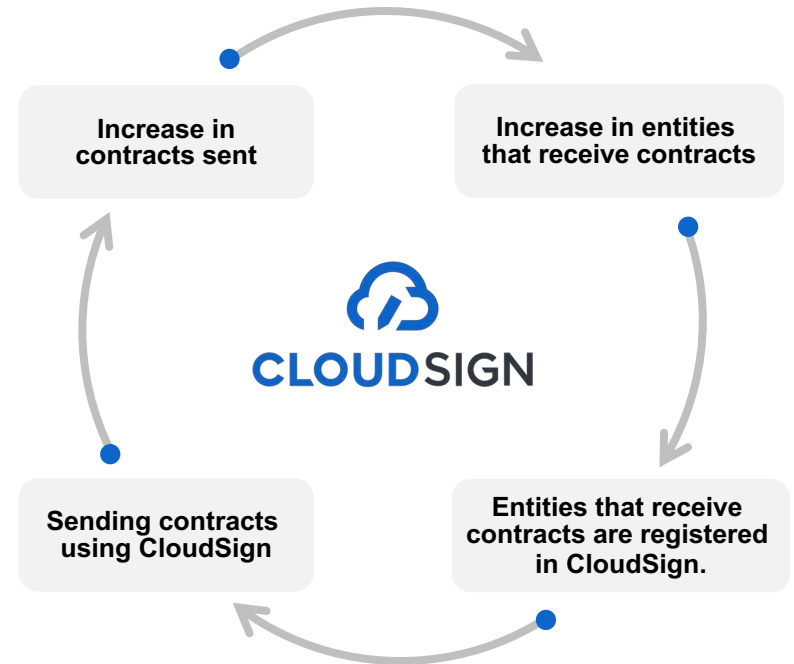 Increase in
contracts sent
Increase in entities
that receive contracts
CLOUDSIGN
Sending contracts
using CloudSign
Entities that receive
contracts are registered
in CloudSign.